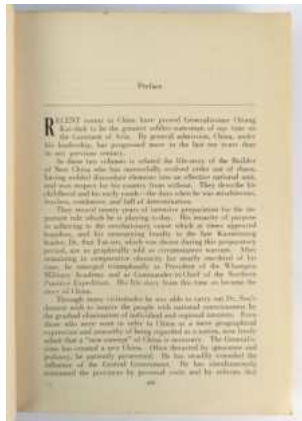 Preface
RECENT events in China have proved Generalissimo Chiang
Kai-shek to be the greatest soldier-statesman of our time on
the Continent of Asia. By general admission, China, under
his leadership, has progressed more in the last ten years than
in any previous century.
In these two volumes is related the life-story of the Builder
of New China who has successfully evolved order out of chaos,
having welded discordant elements into an effective national unit,
and won respect for his country from without. They describe his
childhood and his early youth—the days when he was mischievous,
fearless, combative, and full of determination.
They record years of intensive preparation for the im-
portant role which he is playing to-day. His tenacity of purpose
in adhering to the revolutionary cause which at times appeared
hopeless, and his unwavering loyalty to the late Kuomintang
leader, Dr. Sun Yat-sen, which was shown during this preparatory
period, are as graphically told as circumstances warrant. After
remaining in comparative obscurity for nearly one-third of his
time, he emerged triumphantly as President of the Whampoa
Military Academy and as Commander-in-Chief of the Northern
Punitive Expedition. His life story from this time on became the
story of China.
Through many vicissitudes he was able to carry out Dr. Sun's
desire to inspire the people with national consciousness by
the gradual elimination of individual and regional interests. Even
those who were wont to refer to China as a mere geographical
expression and unworthy of being regarded as a nation, now freely
admit that a "new concept" of China is necessary. The General-
issimo has created a new China. Often derided by ignorance and
jealousy, he patiently persevered. He has steadily extended the
influence of the Central Government. He has simultaneously
the provinces by personal visits and by reforms that